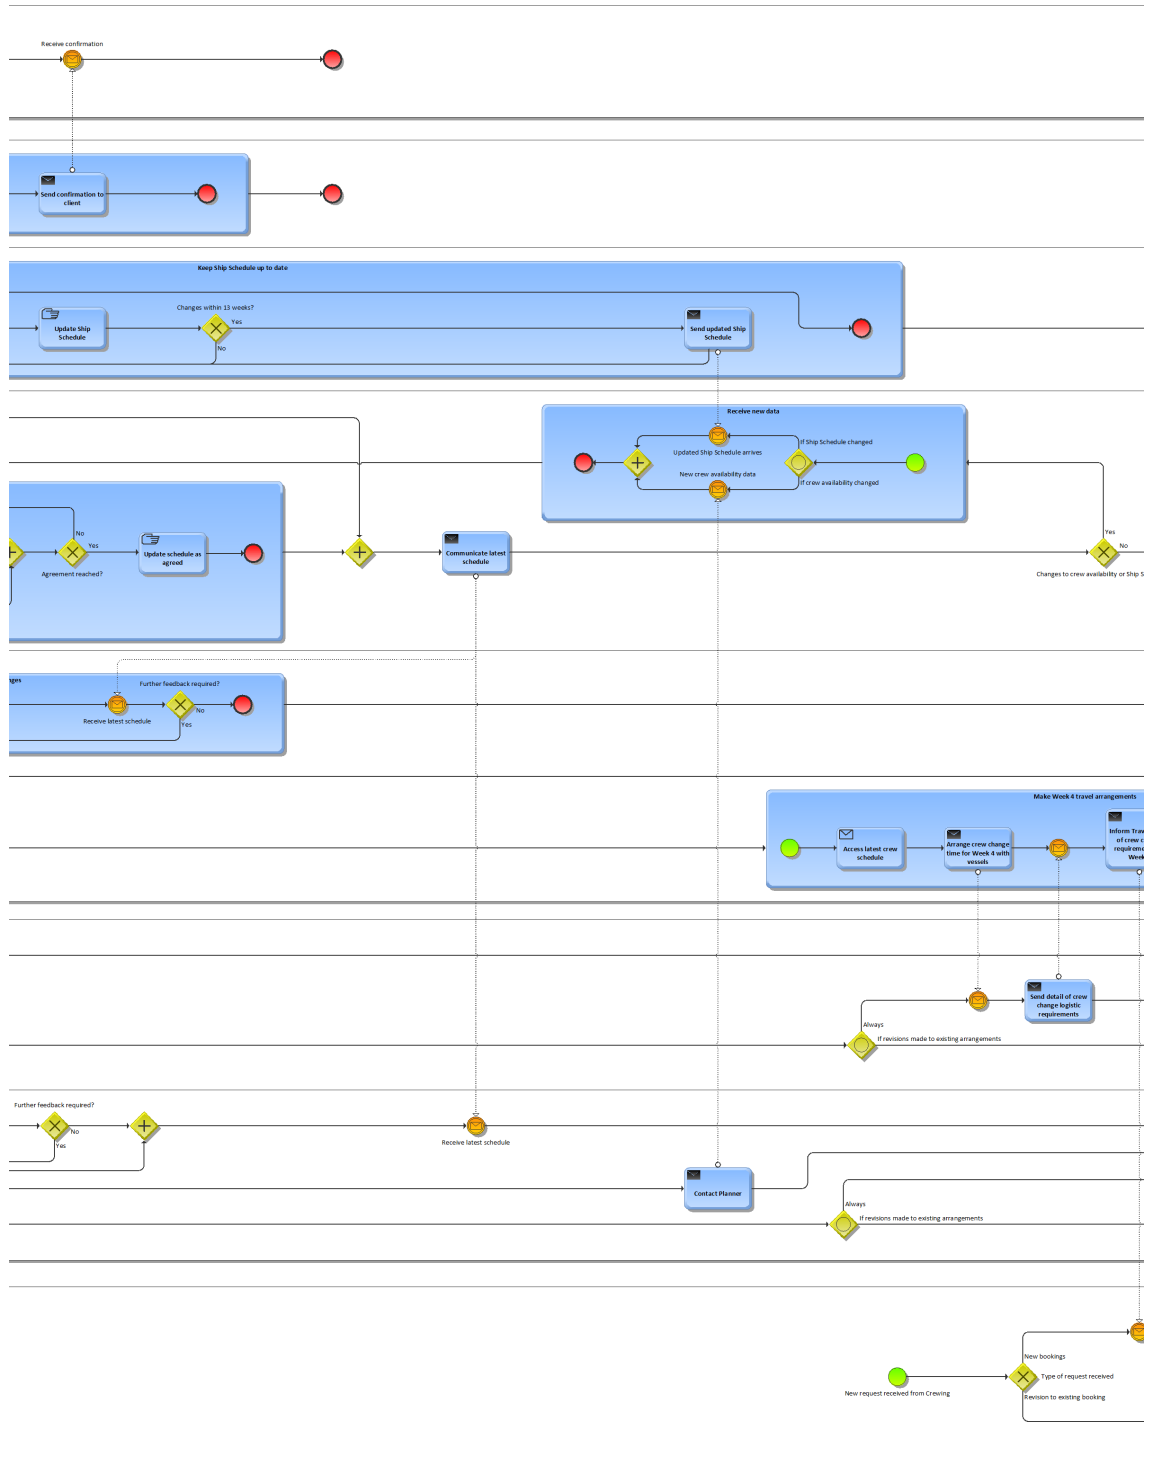 Receive confirmation
Send confirmation to
client
Keep Ship Schedule up to date
Changes within 13 weeks?
Yes
No
Update Ship
Schedule
Send updated Ship
Schedule
Receive new data
If Ship Schedule changed
Updated Ship Schedule arrives
New crew availability data
If crew availability changed
No
Yes
Agreement reached?
Update schedule as
agreed
Communicate latest
schedule
Yes
No
Changes to crew availability or Ship S
nges
Further feedback required?
No
Yes
Receive latest schedule
Make Week 4 travel arrangements
Access latest crew
schedule
Arrange crew change
time for Week 4 with
vessels
Inform Trav
of crew c
requireme
Week
Send detail of crew
change logistic
requirements
Always
If revisions made to existing arrangements
Further feedback required?
No
Yes
Receive latest schedule
Contact Planner
Always
If revisions made to existing arrangements
New bookings
Type of request received
Revision to existing booking
New request received from Crewing